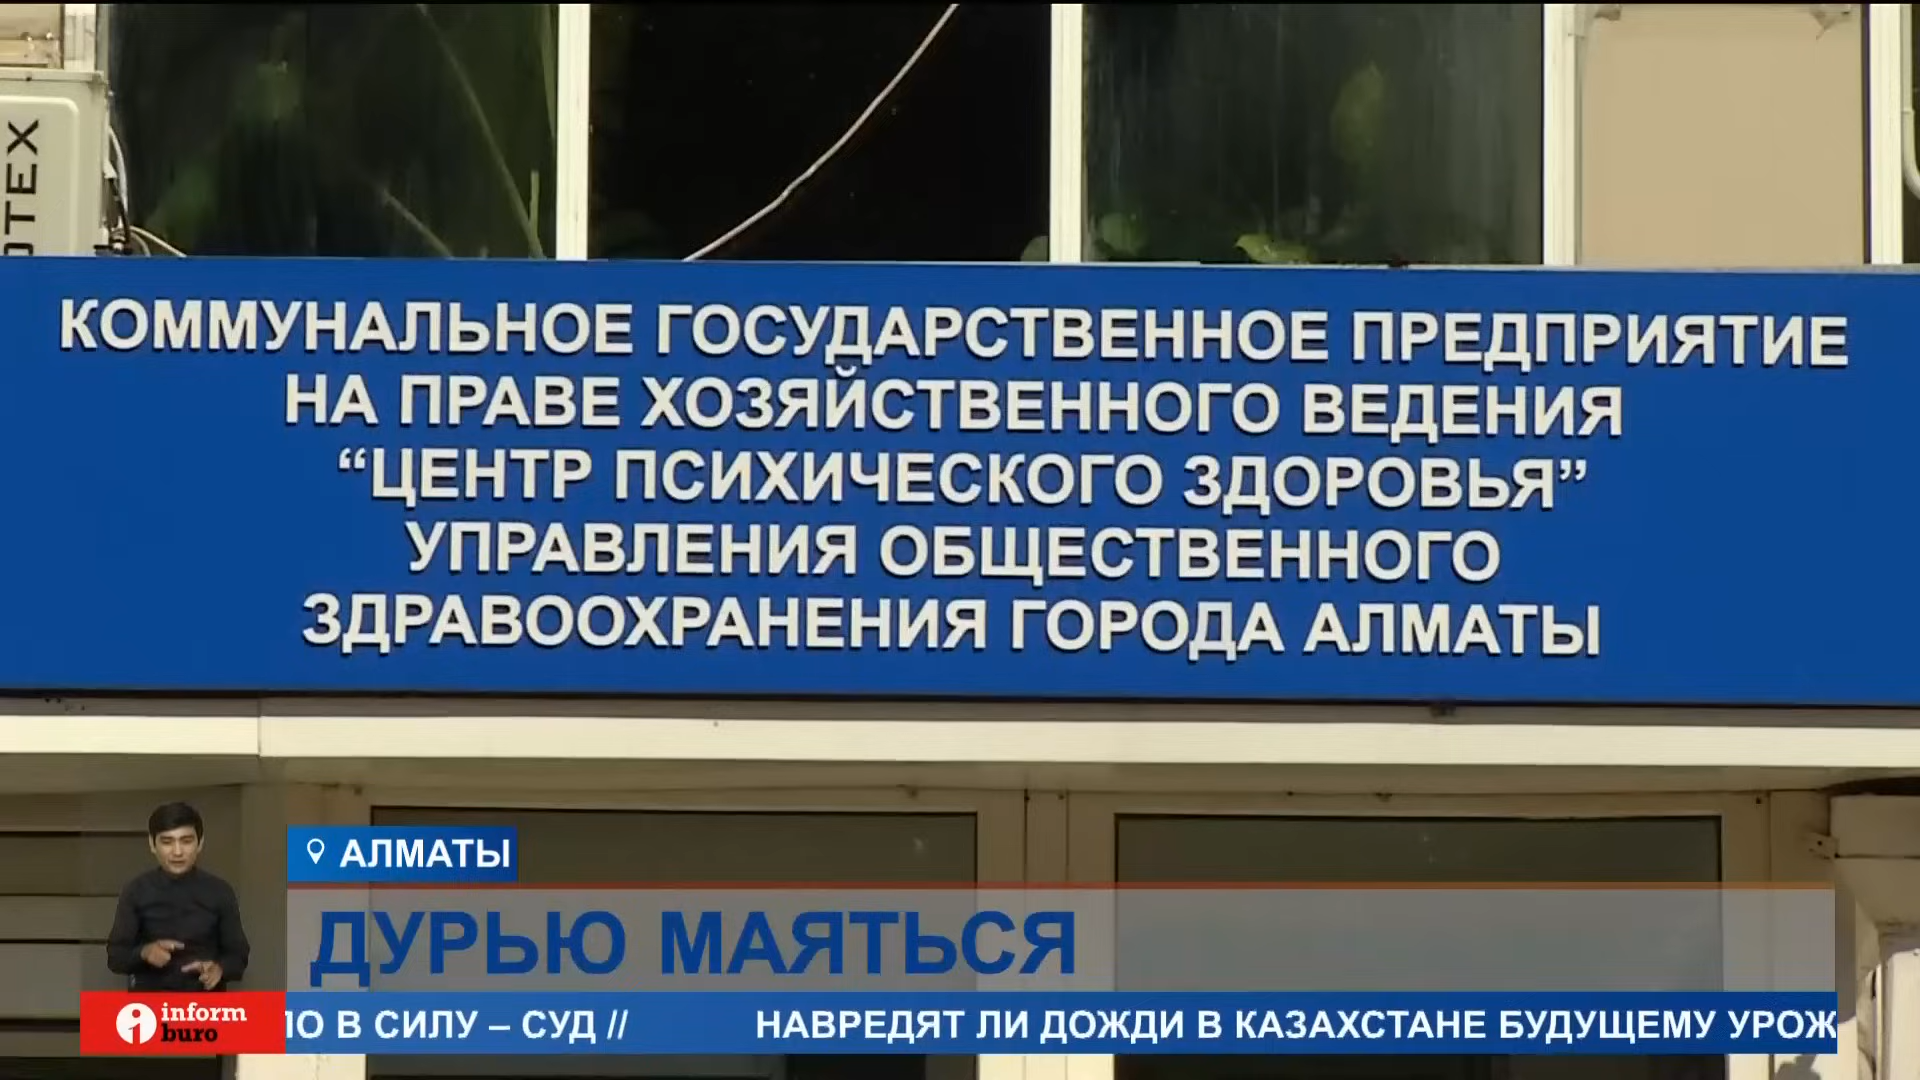 КОММУНАЛЬНОЕ ГОСУДАРСТВЕННОЕ ПРЕДПРИЯТИЕ
НА ПРАВЕ ХОЗЯЙСТВЕННОГО ВЕДЕНИЯ
“ЦЕНТР ПСИХИЧЕСКОГО ЗДОРОВЬЯ”
УПРАВЛЕНИЯ ОБЩЕСТВЕННОГО
ЗДРАВООХРАНЕНИЯ ГОРОДА АЛМАТЫ
АЛМАТЫ
ДУРЬЮ МАЯТЬСЯ
inform
buro
В СИЛУ – СУД // НАВРЕДЯТ ЛИ ДОЖДИ В КАЗАХСТАНЕ БУДУЩЕМУ УРОЖ